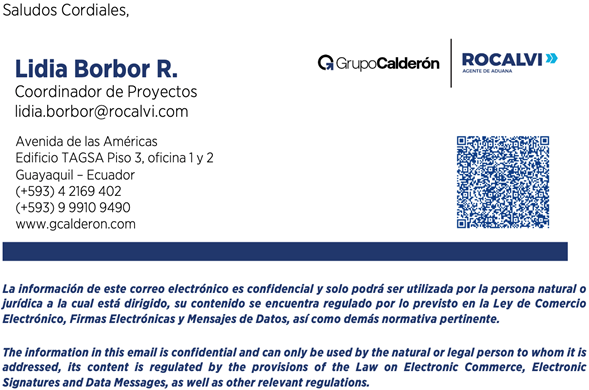 Saludos Cordiales,
Lidia Borbor R.
Coordinador de Proyectos
lidia.borbor@rocalvi.com
GrupoCalderón
ROCALVI
AGENTE DE ADUANA
Avenida de las Américas
Edificio TAGSA Piso 3, oficina 1 y 2
Guayaquil – Ecuador
(+593) 4 2169 402
(+593) 9 9910 9490
www.gcalderon.com
La información de este correo electrónico es confidencial y solo podrá ser utilizada por la persona natural o
jurídica a la cual está dirigido, su contenido se encuentra regulado por lo previsto en la Ley de Comercio
Electrónico, Firmas Electrónicas y Mensajes de Datos, así como demás normativa pertinente.
The information in this email is confidential and can only be used by the natural or legal person to whom it is
addressed, its content is regulated by the provisions of the Law on Electronic Commerce, Electronic
Signatures and Data Messages, as well as other relevant regulations.